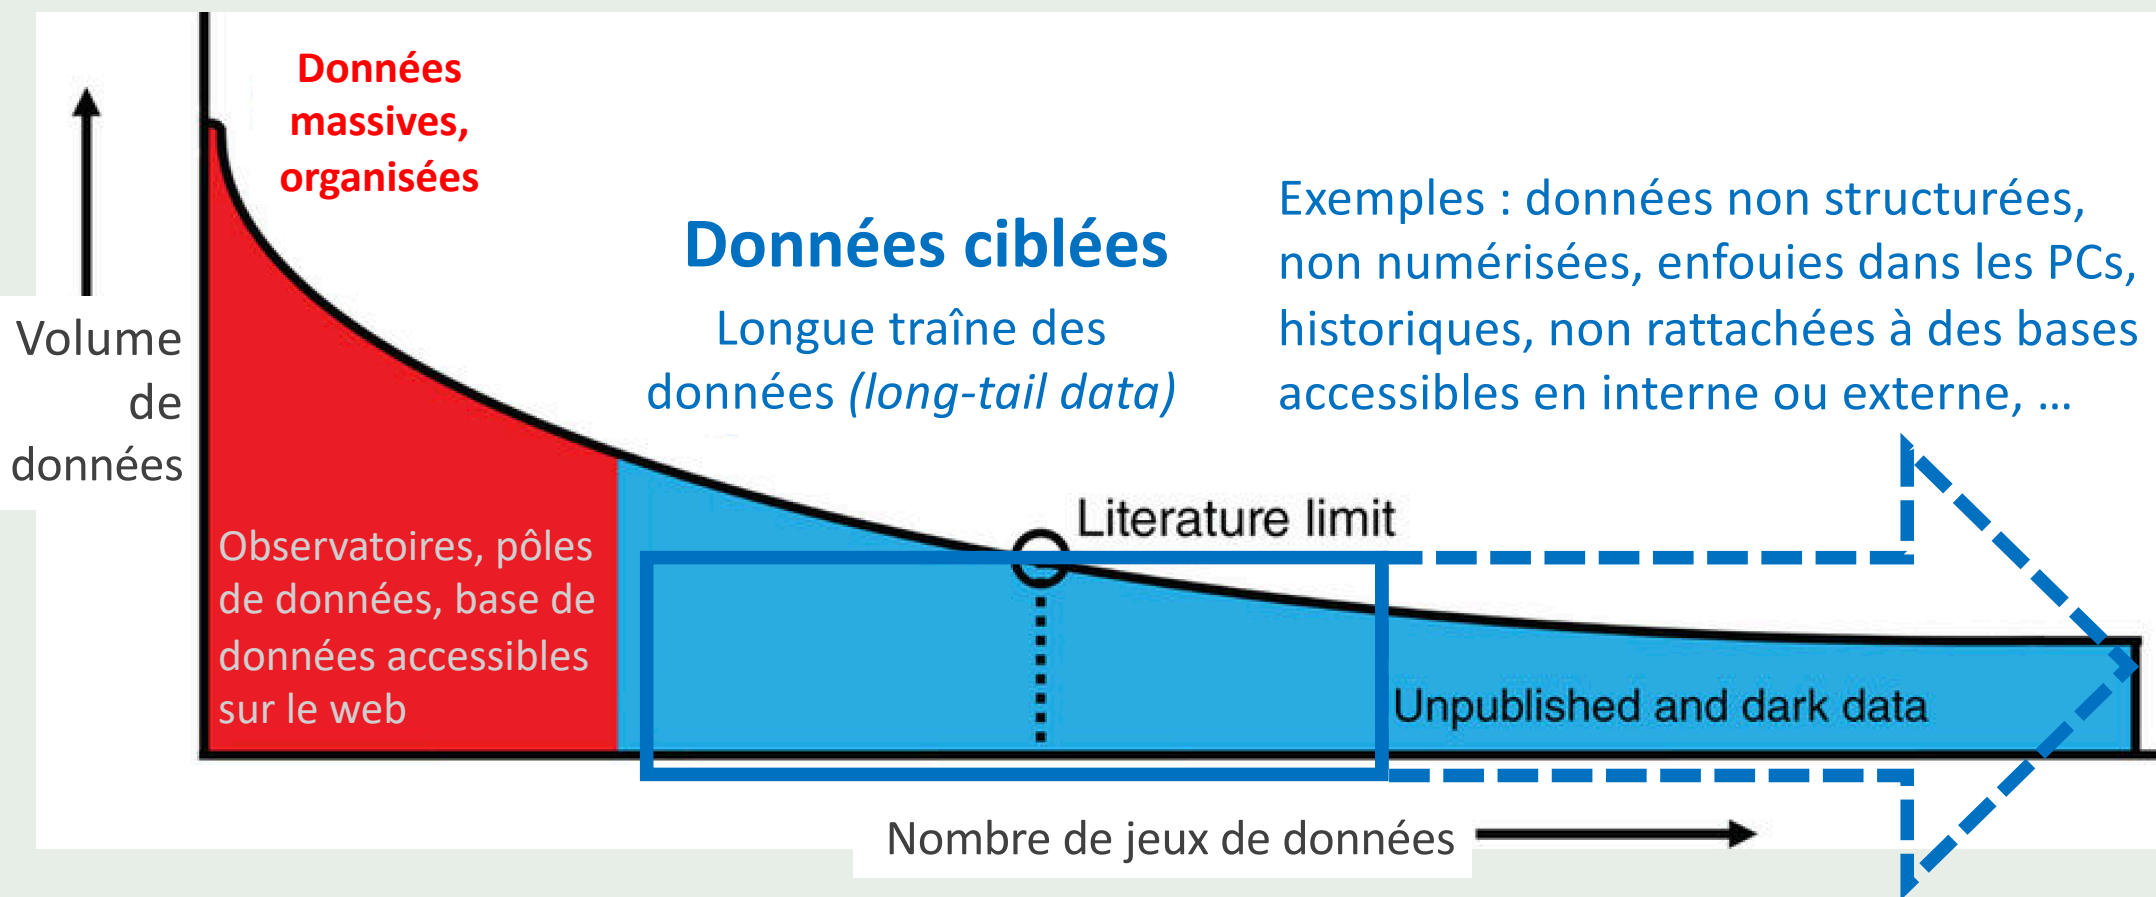 Données
massives,
organisées
Données ciblées
Longue traîne des
données (long-tail data)
Exemples : données non structurées,
non numérisées, enfouies dans les PCs,
historiques, non rattachées à des bases
accessibles en interne ou externe, …
Volume
de
données
Literature limit
Observatoires, pôles
de données, base de
données accessibles
sur le web
Unpublished and dark data
Nombre de jeux de données